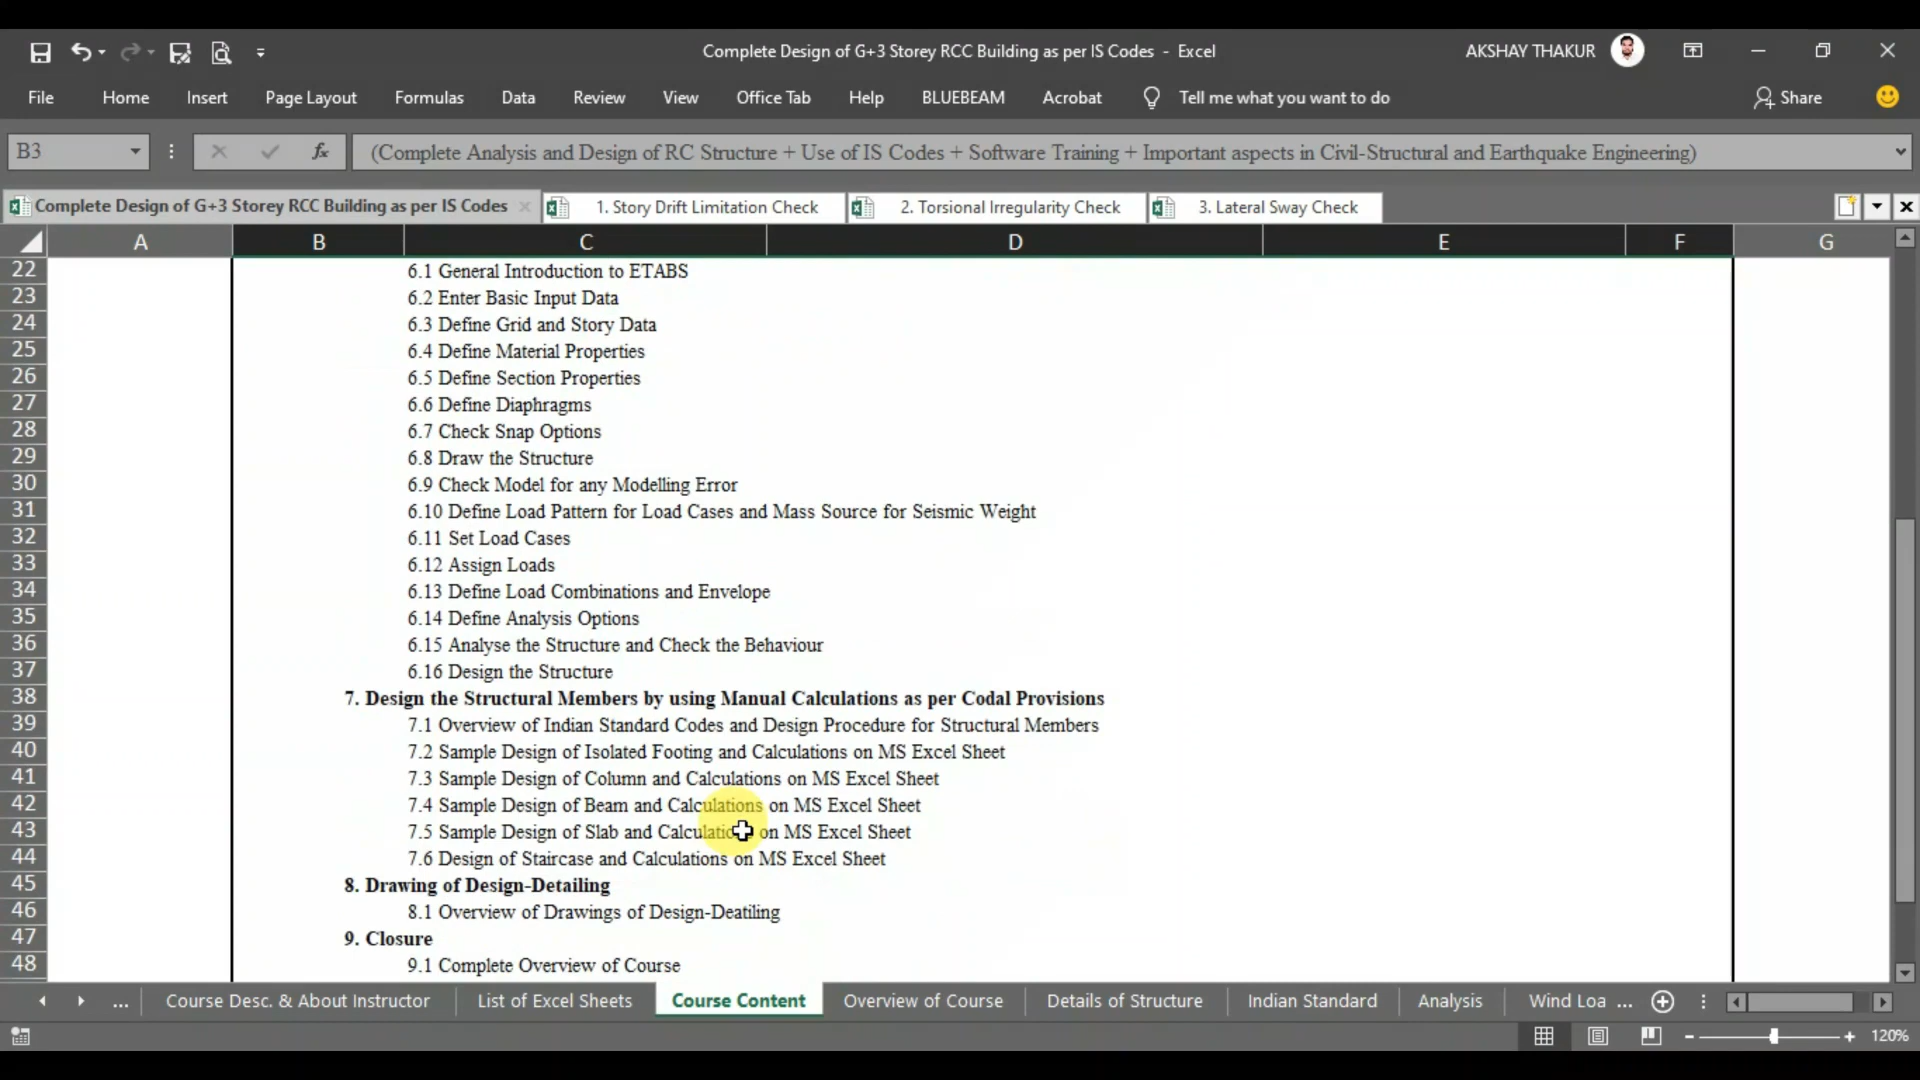 Complete Design of G+3 Storey RCC Building as per IS Codes - Excel
AKSHAY THAKUR
File Home Insert Page Layout Formulas Data Review View Office Tab Help BLUEBEAM Acrobat Tell me what you want to do Share
B3 fx (Complete Analysis and Design of RC Structure + Use of IS Codes + Software Training + Important aspects in Civil-Structural and Earthquake Engineering)
Complete Design of G+3 Storey RCC Building as per IS Codes 1. Story Drift Limitation Check 2. Torsional Irregularity Check 3. Lateral Sway Check
A B C D E F G
22 6.1 General Introduction to ETABS
23 6.2 Enter Basic Input Data
24 6.3 Define Grid and Story Data
25 6.4 Define Material Properties
26 6.5 Define Section Properties
27 6.6 Define Diaphragms
28 6.7 Check Snap Options
29 6.8 Draw the Structure
30 6.9 Check Model for any Modelling Error
31 6.10 Define Load Pattern for Load Cases and Mass Source for Seismic Weight
32 6.11 Set Load Cases
33 6.12 Assign Loads
34 6.13 Define Load Combinations and Envelope
35 6.14 Define Analysis Options
36 6.15 Analyse the Structure and Check the Behaviour
37 6.16 Design the Structure
38 7. Design the Structural Members by using Manual Calculations as per Codal Provisions
39 7.1 Overview of Indian Standard Codes and Design Procedure for Structural Members
40 7.2 Sample Design of Isolated Footing and Calculations on MS Excel Sheet
41 7.3 Sample Design of Column and Calculations on MS Excel Sheet
42 7.4 Sample Design of Beam and Calculations on MS Excel Sheet
43 7.5 Sample Design of Slab and Calculations on MS Excel Sheet
44 7.6 Design of Staircase and Calculations on MS Excel Sheet
45 8. Drawing of Design-Detailing
46 8.1 Overview of Drawings of Design-Deatiling
47 9. Closure
48 9.1 Complete Overview of Course
... Course Desc. & About Instructor List of Excel Sheets Course Content Overview of Course Details of Structure Indian Standard Analysis Wind Loa ...
120%